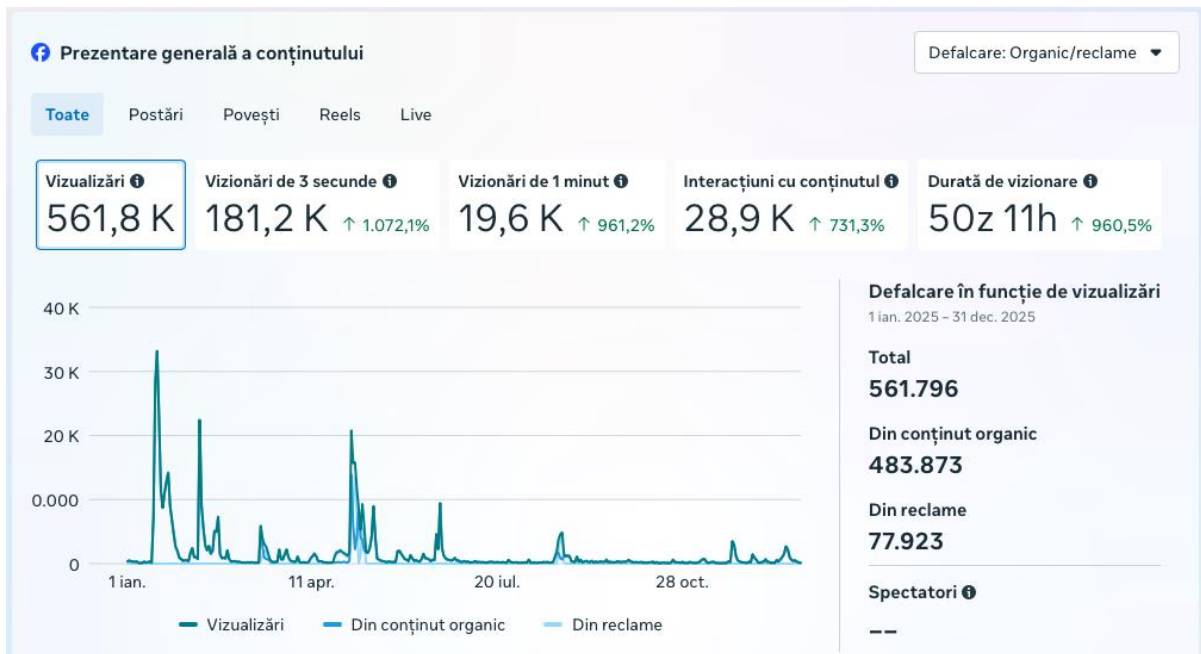 Prezentare generală a conținutului
Defalcare: Organic/reclame
Toate Postări Povești Reels Live
Vizualizări Vizionări de 3 secunde Vizionări de 1 minut Interacțiuni cu conținutul Durată de vizionare
561,8 K 181,2 K ↑ 1.072,1% 19,6 K ↑ 961,2% 28,9 K ↑ 731,3% 50z 11h ↑ 960,5%
40 K
30 K
20 K
0.000
0
1 ian. 11 apr. 20 iul. 28 oct.
Vizualizări Din conținut organic Din reclame
Defalcare în funcție de vizualizări
1 ian. 2025 – 31 dec. 2025
Total
561.796
Din conținut organic
483.873
Din reclame
77.923
Spectatori
--